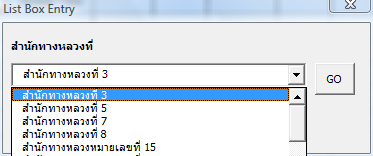 List Box Entry
สำนักทางหลวงที่
สำนักทางหลวงที่ 3
GO
สำนักทางหลวงที่ 3
สำนักทางหลวงที่ 5
สำนักทางหลวงที่ 7
สำนักทางหลวงที่ 8
สำนักทางหลวงหมายเลขที่ 15